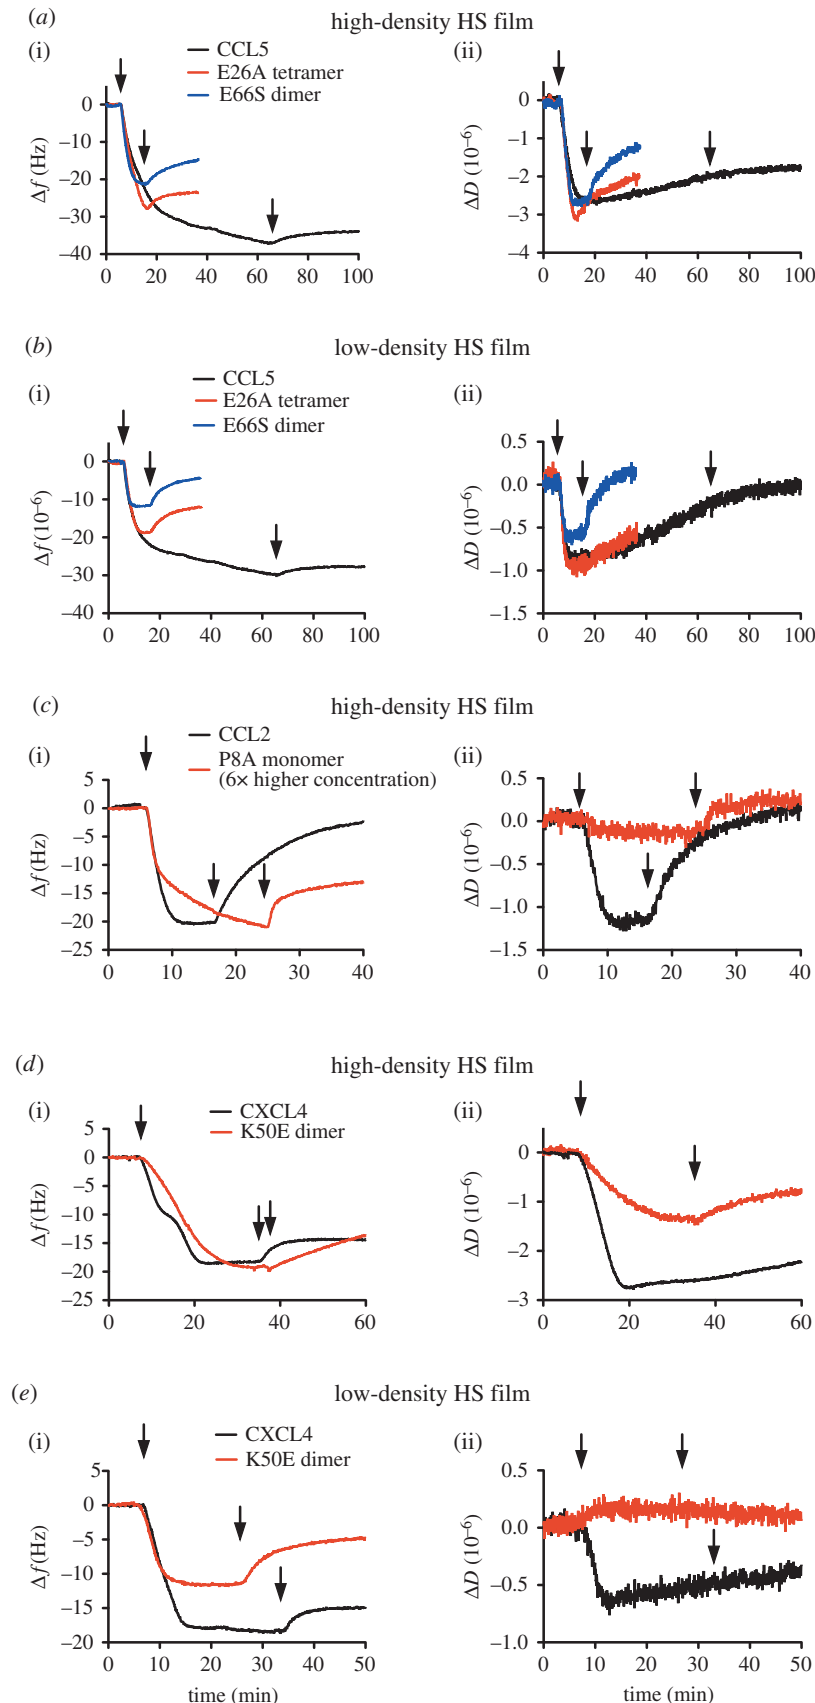 (a) high-density HS film
(i)
CCL5
E26A tetramer
E66S dimer
Δf (Hz)
0
–10
–20
–30
–40
0 20 40 60 80 100
(ii)
ΔD (10–6)
0
–1
–2
–3
–4
0 20 40 60 80 100
(b) low-density HS film
(i)
CCL5
E26A tetramer
E66S dimer
Δf (10–6)
0
–10
–20
–30
–40
0 20 40 60 80 100
(ii)
ΔD (10–6)
0.5
0.0
–0.5
–1.0
–1.5
0 20 40 60 80 100
(c) high-density HS film
(i)
CCL2
P8A monomer
(6× higher concentration)
Δf (Hz)
5
0
–5
–10
–15
–20
–25
0 10 20 30 40
(ii)
ΔD (10–6)
0.5
0.0
–0.5
–1.0
–1.5
0 10 20 30 40
(d) high-density HS film
(i)
CXCL4
K50E dimer
Δf (Hz)
5
0
–5
–10
–15
–20
–25
0 20 40 60
(ii)
ΔD (10–6)
0
–1
–2
–3
0 20 40 60
(e) low-density HS film
(i)
CXCL4
K50E dimer
Δf (Hz)
5
0
–5
–10
–15
–20
0 10 20 30 40 50
time (min)
(ii)
ΔD (10–6)
0.5
0.0
–0.5
–1.0
0 10 20 30 40 50
time (min)